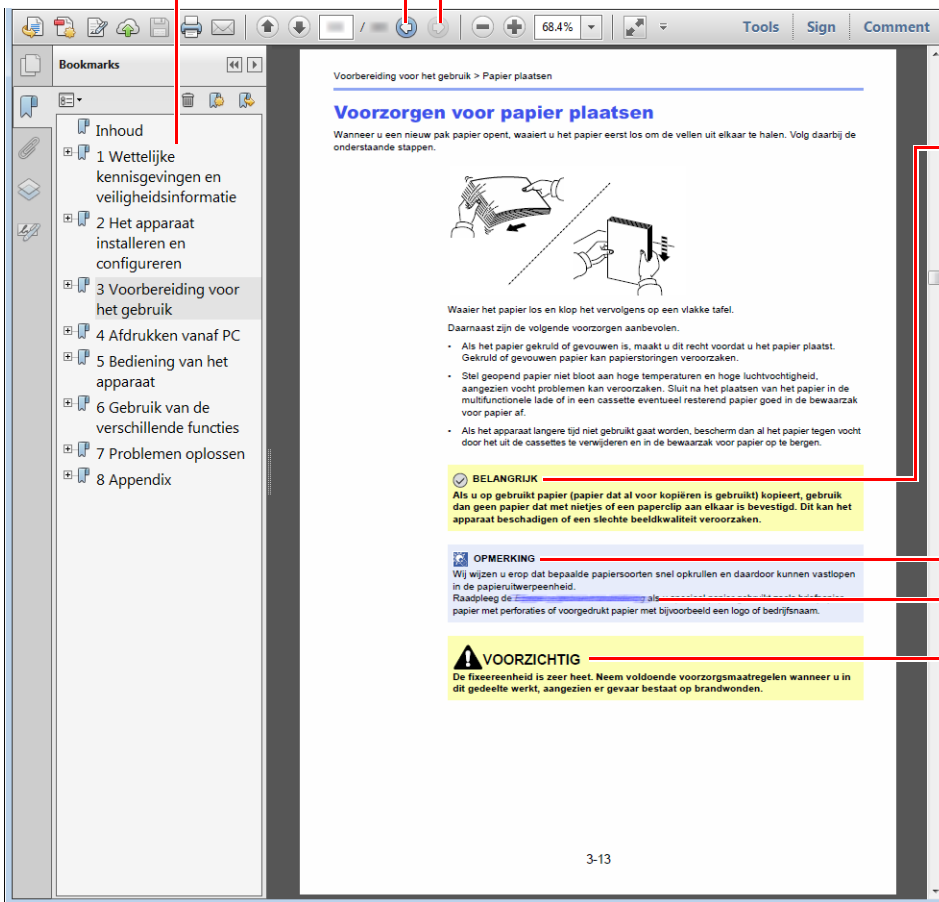 / 68.4% Tools Sign Comment
Bookmarks
Inhoud
1 Wettelijke
kennisgevingen en
veiligheidsinformatie
2 Het apparaat
installeren en
configureren
3 Voorbereiding voor
het gebruik
4 Afdrukken vanaf PC
5 Bediening van het
apparaat
6 Gebruik van de
verschillende functies
7 Problemen oplossen
8 Appendix
Voorbereiding voor het gebruik > Papier plaatsen
Voorzorgen voor papier plaatsen
Wanneer u een nieuw pak papier opent, waaiert u het papier eerst los om de vellen uit elkaar te halen. Volg daarbij de
onderstaande stappen.
Waaier het papier los en klop het vervolgens op een vlakke tafel.
Daarnaast zijn de volgende voorzorgen aanbevolen.
• Als het papier gekruld of gevouwen is, maakt u dit recht voordat u het papier plaatst.
Gekruld of gevouwen papier kan papierstoringen veroorzaken.
• Stel geopend papier niet bloot aan hoge temperaturen en hoge luchtvochtigheid,
aangezien vocht problemen kan veroorzaken. Sluit na het plaatsen van het papier in de
multifunctionele lade of in een cassette eventueel resterend papier goed in de bewaarzak
voor papier af.
• Als het apparaat langere tijd niet gebruikt gaat worden, bescherm dan al het papier tegen vocht
door het uit de cassettes te verwijderen en in de bewaarzak voor papier op te bergen.
BELANGRIJK
Als u op gebruikt papier (papier dat al voor kopiëren is gebruikt) kopieert, gebruik
dan geen papier dat met nietjes of een paperclip aan elkaar is bevestigd. Dit kan het
apparaat beschadigen of een slechte beeldkwaliteit veroorzaken.
OPMERKING
Wij wijzen u erop dat bepaalde papiersoorten snel opkrullen en daardoor kunnen vastlopen
in de papieruitwerpeenheid.
Raadpleeg de als u speciaal papier gebruikt zoals briefpapier,
papier met perforaties of voorgedrukt papier met bijvoorbeeld een logo of bedrijfsnaam.
VOORZICHTIG
De fixeereenheid is zeer heet. Neem voldoende voorzorgsmaatregelen wanneer u in
dit gedeelte werkt, aangezien er gevaar bestaat op brandwonden.
3-13